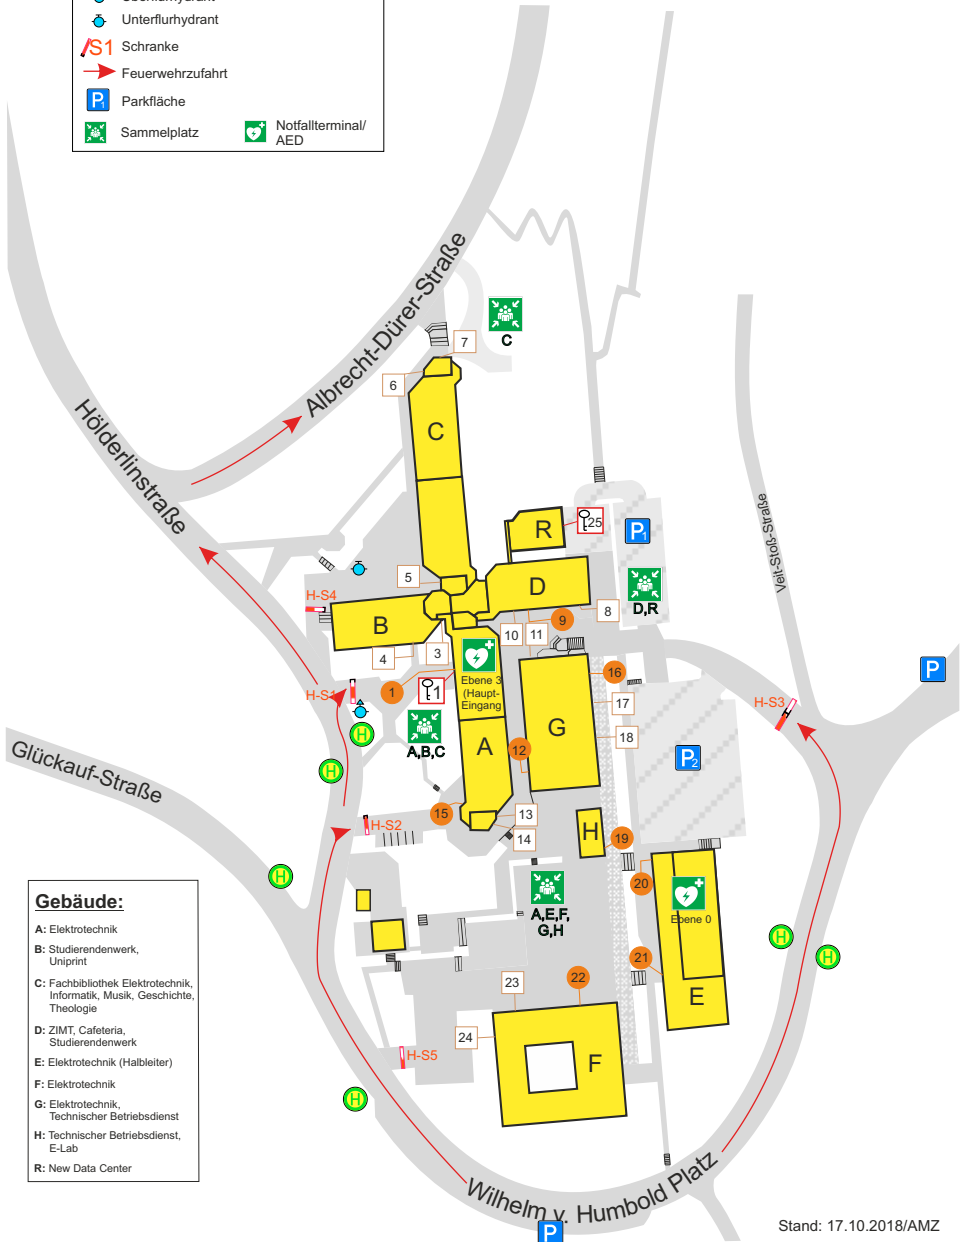 Unterflurhydrant
S1 Schranke
Feuerwehrzufahrt
P1 Parkfläche
Sammelplatz
Notfallterminal/
AED
Albrecht-Dürer-Straße
Hölderlinstraße
Veit-Stoß-Straße
Glückauf-Straße
Wilhelm v. Humbold Platz
C
7
6
C
R
25
P1
5
D
D,R
H-S4
B
8
9
10
11
4
3
1
1
Ebene 3
(Haupt-
Eingang
H-S1
16
P
17
H-S3
G
18
A,B,C
A
12
P2
H
H
15
13
14
H-S2
H
19
H
20
Ebene 0
A,E,F,
G,H
H
H
21
22
23
E
24
H-S5
F
H
P
Gebäude:
A: Elektrotechnik
B: Studierendenwerk,
Uniprint
C: Fachbibliothek Elektrotechnik,
Informatik, Musik, Geschichte,
Theologie
D: ZIMT, Cafeteria,
Studierendenwerk
E: Elektrotechnik (Halbleiter)
F: Elektrotechnik
G: Elektrotechnik,
Technischer Betriebsdienst
H: Technischer Betriebsdienst,
E-Lab
R: New Data Center
Stand: 17.10.2018/AMZ